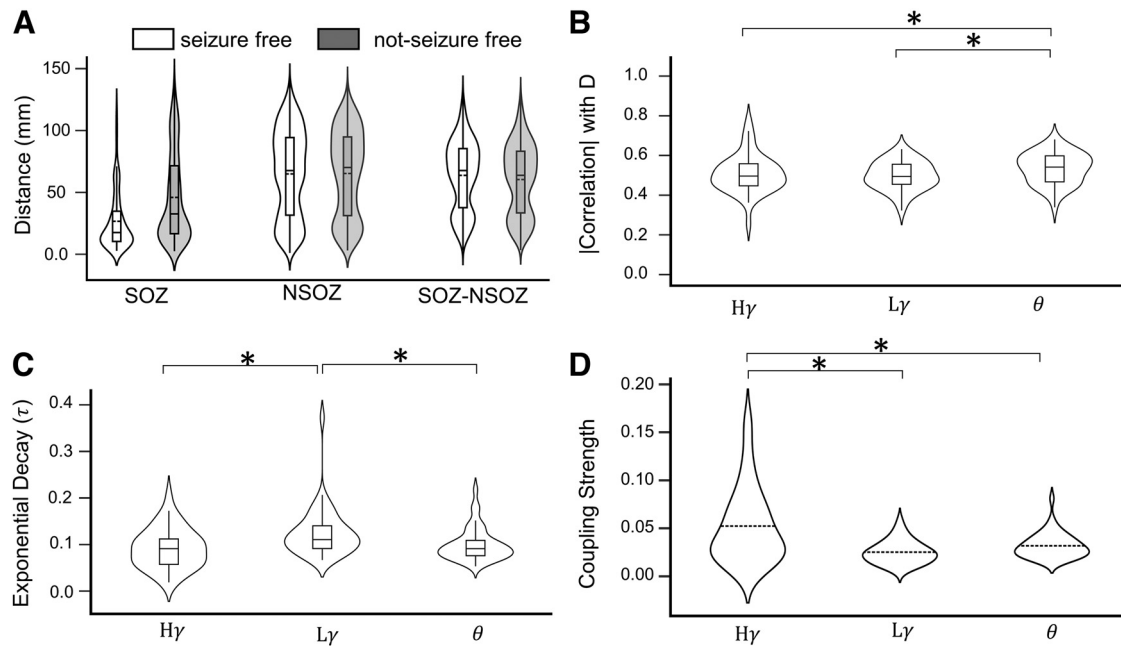 A
seizure free
not-seizure free
Distance (mm)
150
100
50
0.0
SOZ
NSOZ
SOZ-NSOZ
B
* 
*
|Correlation| with D
1.0
0.8
0.6
0.4
0.2
0.0
Hγ
Lγ
θ
C
*
*
Exponential Decay (τ)
0.4
0.3
0.2
0.1
0.0
Hγ
Lγ
θ
D
*
*
Coupling Strength
0.20
0.15
0.10
0.05
0.00
Hγ
Lγ
θ